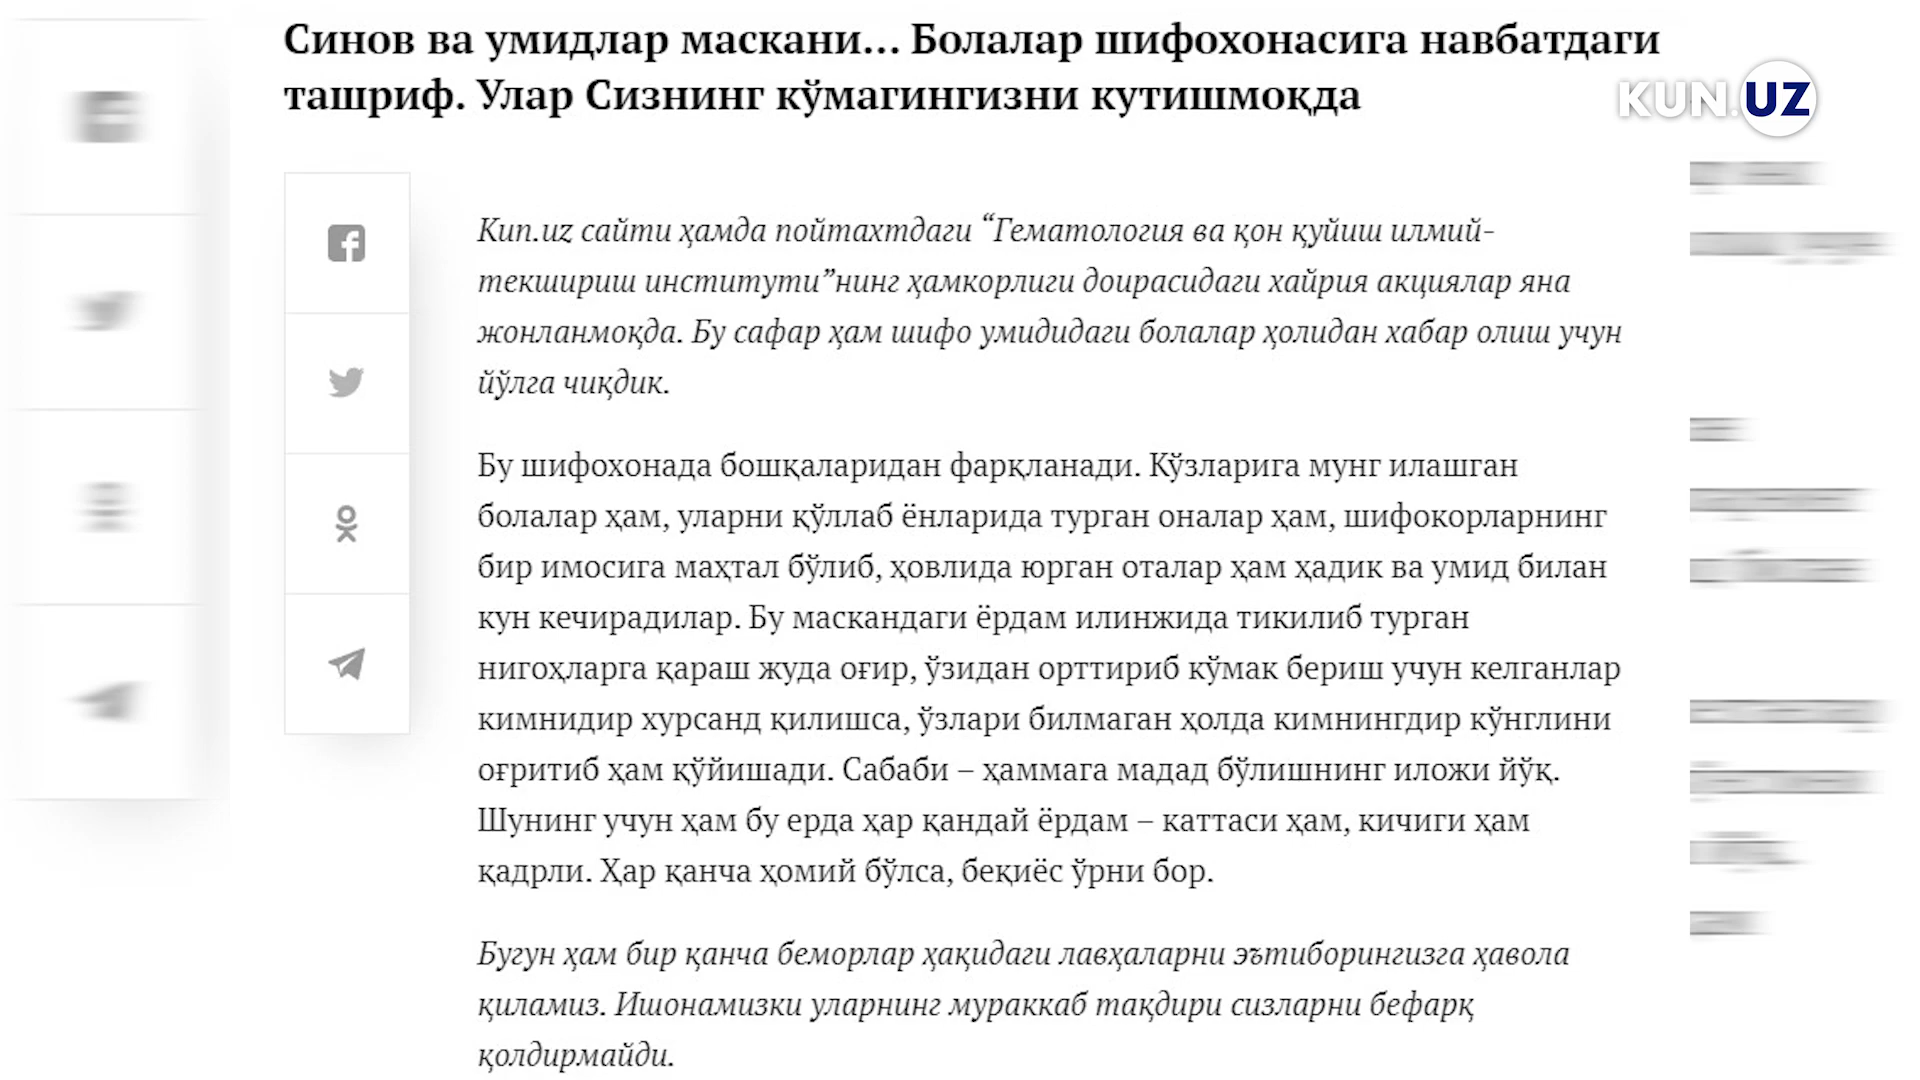 Синов ва умидлар маскани... Болалар шифохонасига навбатдаги
ташриф. Улар Сизнинг кўмагингизни кутишмоқда
KUN.UZ
Kun.uz сайти ҳамда пойтахтдаги “Гематология ва қон қуйиш илмий-
текшириш институти”нинг ҳамкорлиги доирасидаги хайрия акциялар яна
жонланмоқда. Бу сафар ҳам шифо умидидаги болалар ҳолидан хабар олиш учун
йўлга чиқдик.
Бу шифохонада бошқаларидан фарқланади. Кўзларига мунг илашган
болалар ҳам, уларни қўллаб ёнларида турган оналар ҳам, шифокорларнинг
бир имосига маҳтал бўлиб, ҳовлида юрган оталар ҳам ҳадик ва умид билан
кун кечирадилар. Бу маскандаги ёрдам илинжида тикилиб турган
нигоҳларга қараш жуда оғир, ўзидан орттириб кўмак бериш учун келганлар
кимнидир хурсанд қилишса, ўзлари билмаган ҳолда кимнингдир кўнглини
оғритиб ҳам қўйишади. Сабаби – ҳаммага мадад бўлишнинг иложи йўқ.
Шунинг учун ҳам бу ерда ҳар қандай ёрдам – каттаси ҳам, кичиги ҳам
қадрли. Ҳар қанча ҳомий бўлса, беқиёс ўрни бор.
Бугун ҳам бир қанча беморлар ҳақидаги лавҳаларни эътиборингизга ҳавола
қиламиз. Ишонамизки уларнинг мураккаб тақдири сизларни бефарқ
қолдирмайди.